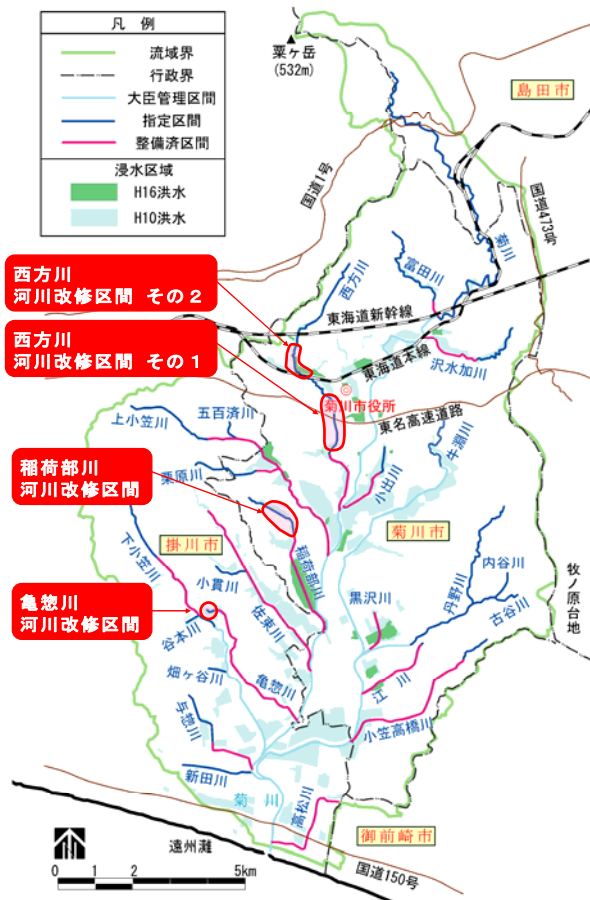 凡 例
流域界
行政界
大臣管理区間
指定区間
整備済区間
浸水区域
H16洪水
H10洪水
粟ヶ岳
(532m)
島田市
国道1号
国道473号
菊川
富田川
西方川
東海道新幹線
東海道本線
沢水加川
西方川
河川改修区間 その2
西方川
河川改修区間 その1
菊川市役所
東名高速道路
上小笠川
五百済川
牛淵川
栗原川
小出川
稲荷部川
河川改修区間
掛川市
菊川市
下小笠川
稲荷部川
内谷川
丹野川
牧ノ原台地
小貫川
黒沢川
古谷川
亀惣川
河川改修区間
佐束川
谷本川
畑ヶ谷川
亀惣川
江川
与惣川
小笠高橋川
新田川
菊川
高松川
御前崎市
遠州灘
国道150号
0 1 2 5km